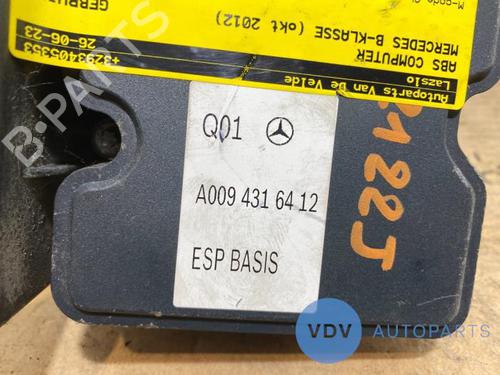 Autoparts Van De Velde
Lazslo
ABS COMPUTER
MERCEDES B-KLASSE (okt 2012)
26-06-23
+3293405353
Q01
A009 431 64 12
ESP BASIS
B-PARTS
VDV AUTOPARTS